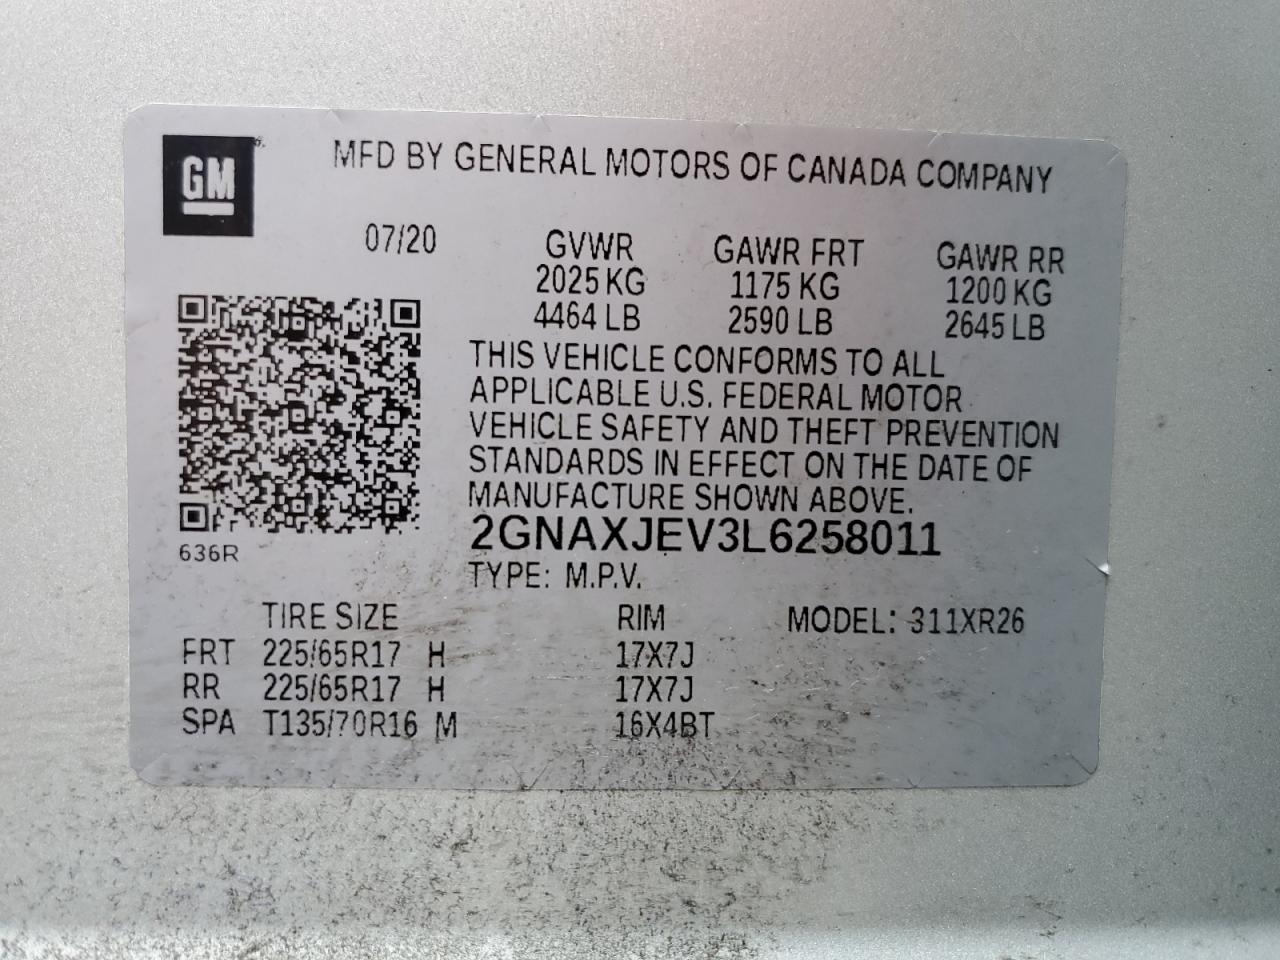 GM
MFD BY GENERAL MOTORS OF CANADA COMPANY
07/20 GVWR GAWR FRT GAWR RR
2025 KG 1175 KG 1200 KG
4464 LB 2590 LB 2645 LB
THIS VEHICLE CONFORMS TO ALL
APPLICABLE U.S. FEDERAL MOTOR
VEHICLE SAFETY AND THEFT PREVENTION
STANDARDS IN EFFECT ON THE DATE OF
MANUFACTURE SHOWN ABOVE.
2GNAXJEV3L6258011
636R
TYPE: M.P.V.
TIRE SIZE RIM MODEL: 311XR26
FRT 225/65R17 H 17X7J
RR 225/65R17 H 17X7J
SPA T135/70R16 M 16X4BT